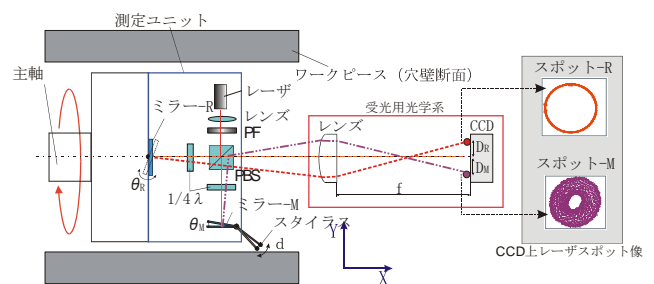 測定ユニット
主軸
ワークピース（穴壁断面）
レーザ
ミラー-R
レンズ
PF
PBS
θR
1/4λ
ミラー-M
θM
スタイラス
d
受光用光学系
レンズ
CCD
DR
DM
f
Y
X
スポット-R
スポット-M
CCD上レーザスポット像